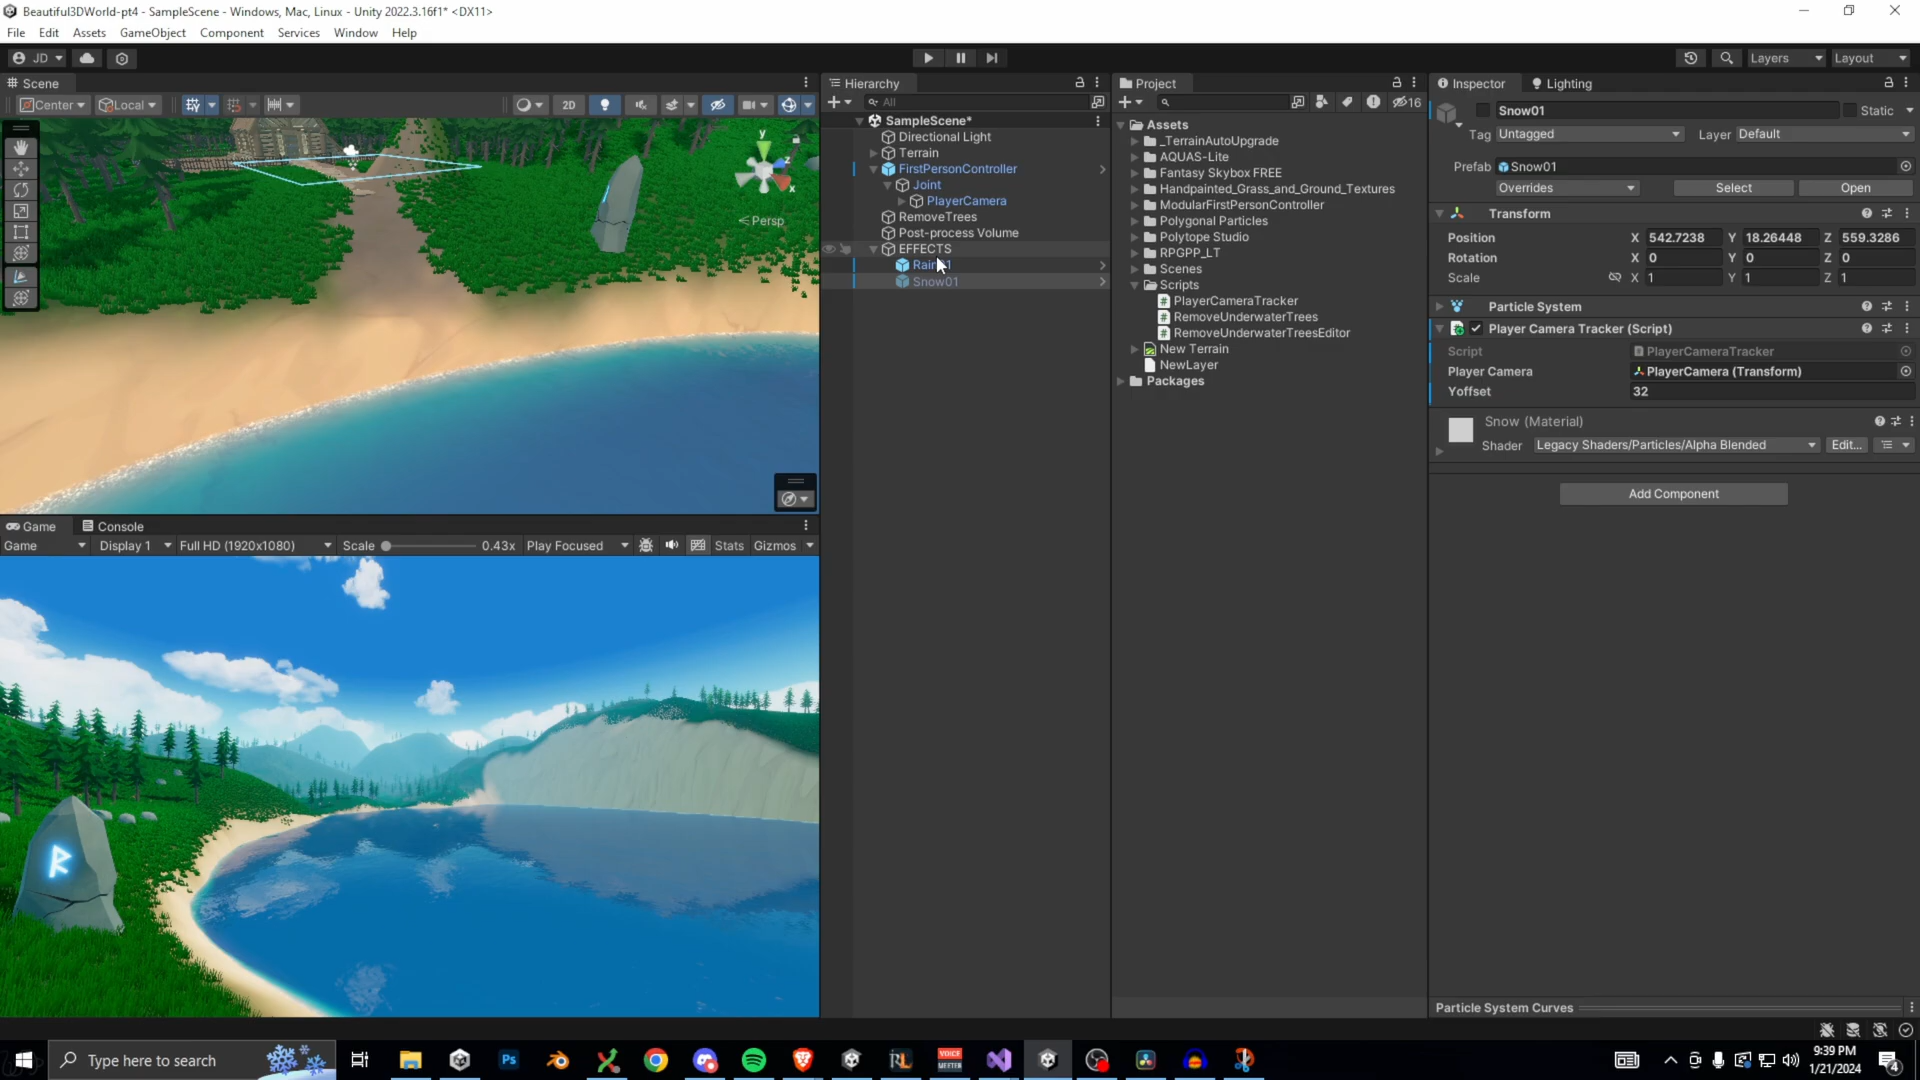 Beautiful3DWorld-pt4 - SampleScene - Windows, Mac, Linux - Unity 2022.3.16f1* <DX11>
File Edit Assets GameObject Component Services Window Help
JD
Layers Layout
Scene
Center Local 2D
y
z
x
Persp
Game Console
Game Display 1 Full HD (1920x1080) Scale 0.43x Play Focused Stats Gizmos
Hierarchy
All
SampleScene*
Directional Light
Terrain
FirstPersonController
Joint
PlayerCamera
RemoveTrees
Post-process Volume
EFFECTS
Rain01
Snow01
Project
16
Assets
_TerrainAutoUpgrade
AQUAS-Lite
Fantasy Skybox FREE
Handpainted_Grass_and_Ground_Textures
ModularFirstPersonController
Polygonal Particles
Polytope Studio
RPGPP_LT
Scenes
Scripts
PlayerCameraTracker
RemoveUnderwaterTrees
RemoveUnderwaterTreesEditor
New Terrain
NewLayer
Packages
Inspector Lighting
Snow01 Static
Tag Untagged Layer Default
Prefab Snow01
Overrides Select Open
Transform
Position X 542.7238 Y 18.26448 Z 559.3286
Rotation X 0 Y 0 Z 0
Scale X 1 Y 1 Z 1
Particle System
Player Camera Tracker (Script)
Script PlayerCameraTracker
Player Camera PlayerCamera (Transform)
Yoffset 32
Snow (Material)
Shader Legacy Shaders/Particles/Alpha Blended Edit...
Add Component
Particle System Curves
Type here to search
Ps
RL
VOICE
MEETER
9:39 PM
1/21/2024
4